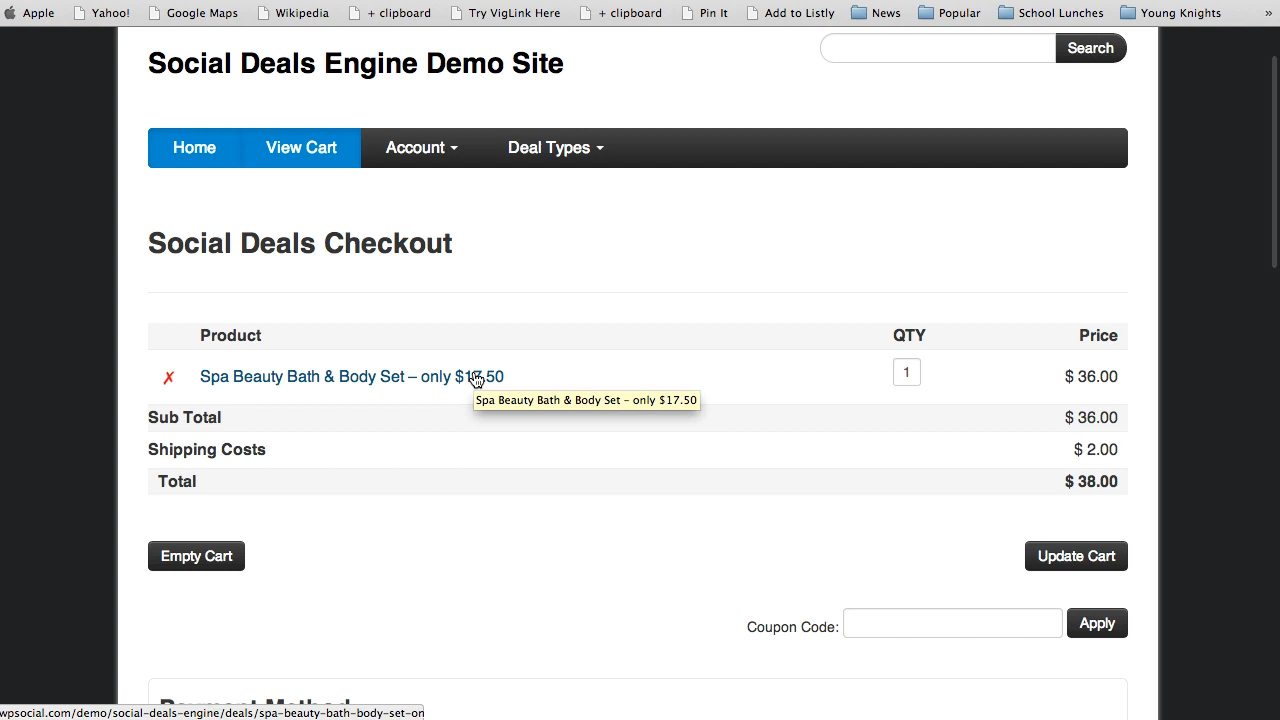 Apple Yahoo! Google Maps Wikipedia + clipboard Try VigLink Here + clipboard Pin It Add to Listly News Popular School Lunches Young Knights »
Social Deals Engine Demo Site
Search
Home View Cart Account Deal Types
Social Deals Checkout
Product QTY Price
✗ Spa Beauty Bath & Body Set – only $17.50 1 $ 36.00
Spa Beauty Bath & Body Set – only $17.50
Sub Total $ 36.00
Shipping Costs $ 2.00
Total $ 38.00
Empty Cart Update Cart
Coupon Code: Apply
Payment Method
wpsocial.com/demo/social-deals-engine/deals/spa-beauty-bath-body-set-on